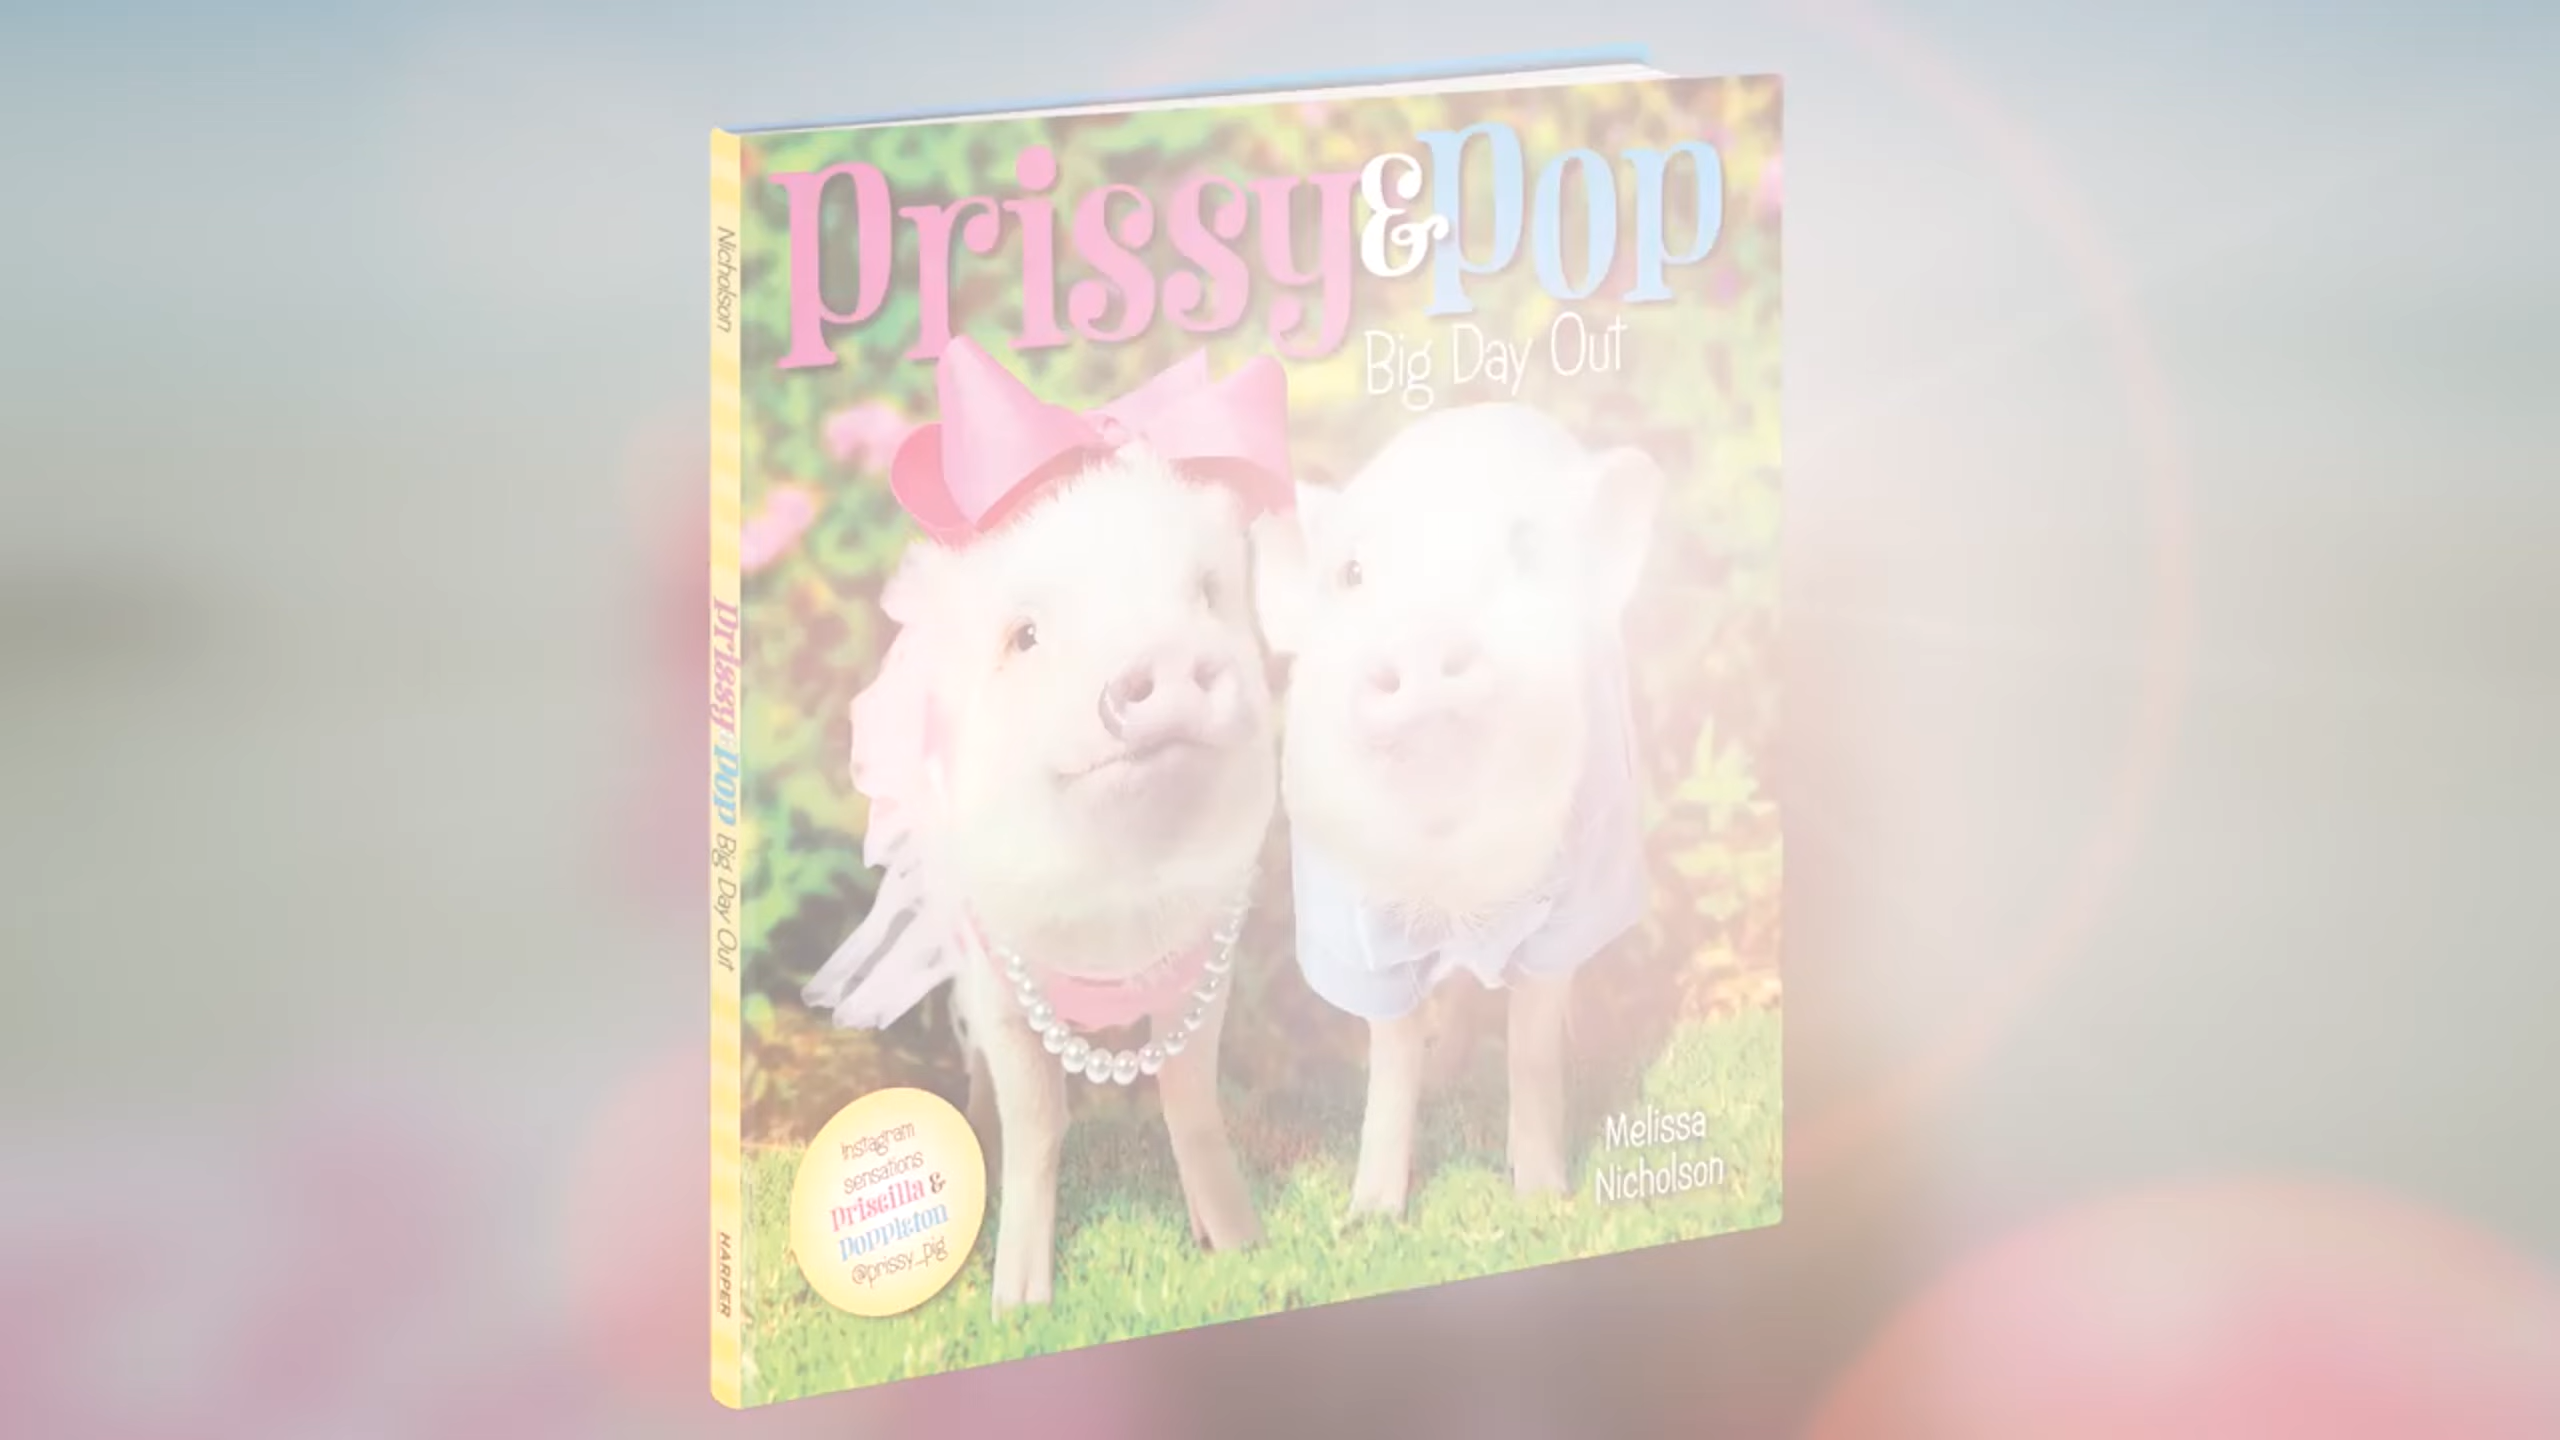 Prissy & Pop
Big Day Out
Melissa
Nicholson
Instagram
sensations
Priscilla &
Poppleton
@prissy_pig
Nicholson
Prissy & Pop Big Day Out
HARPER